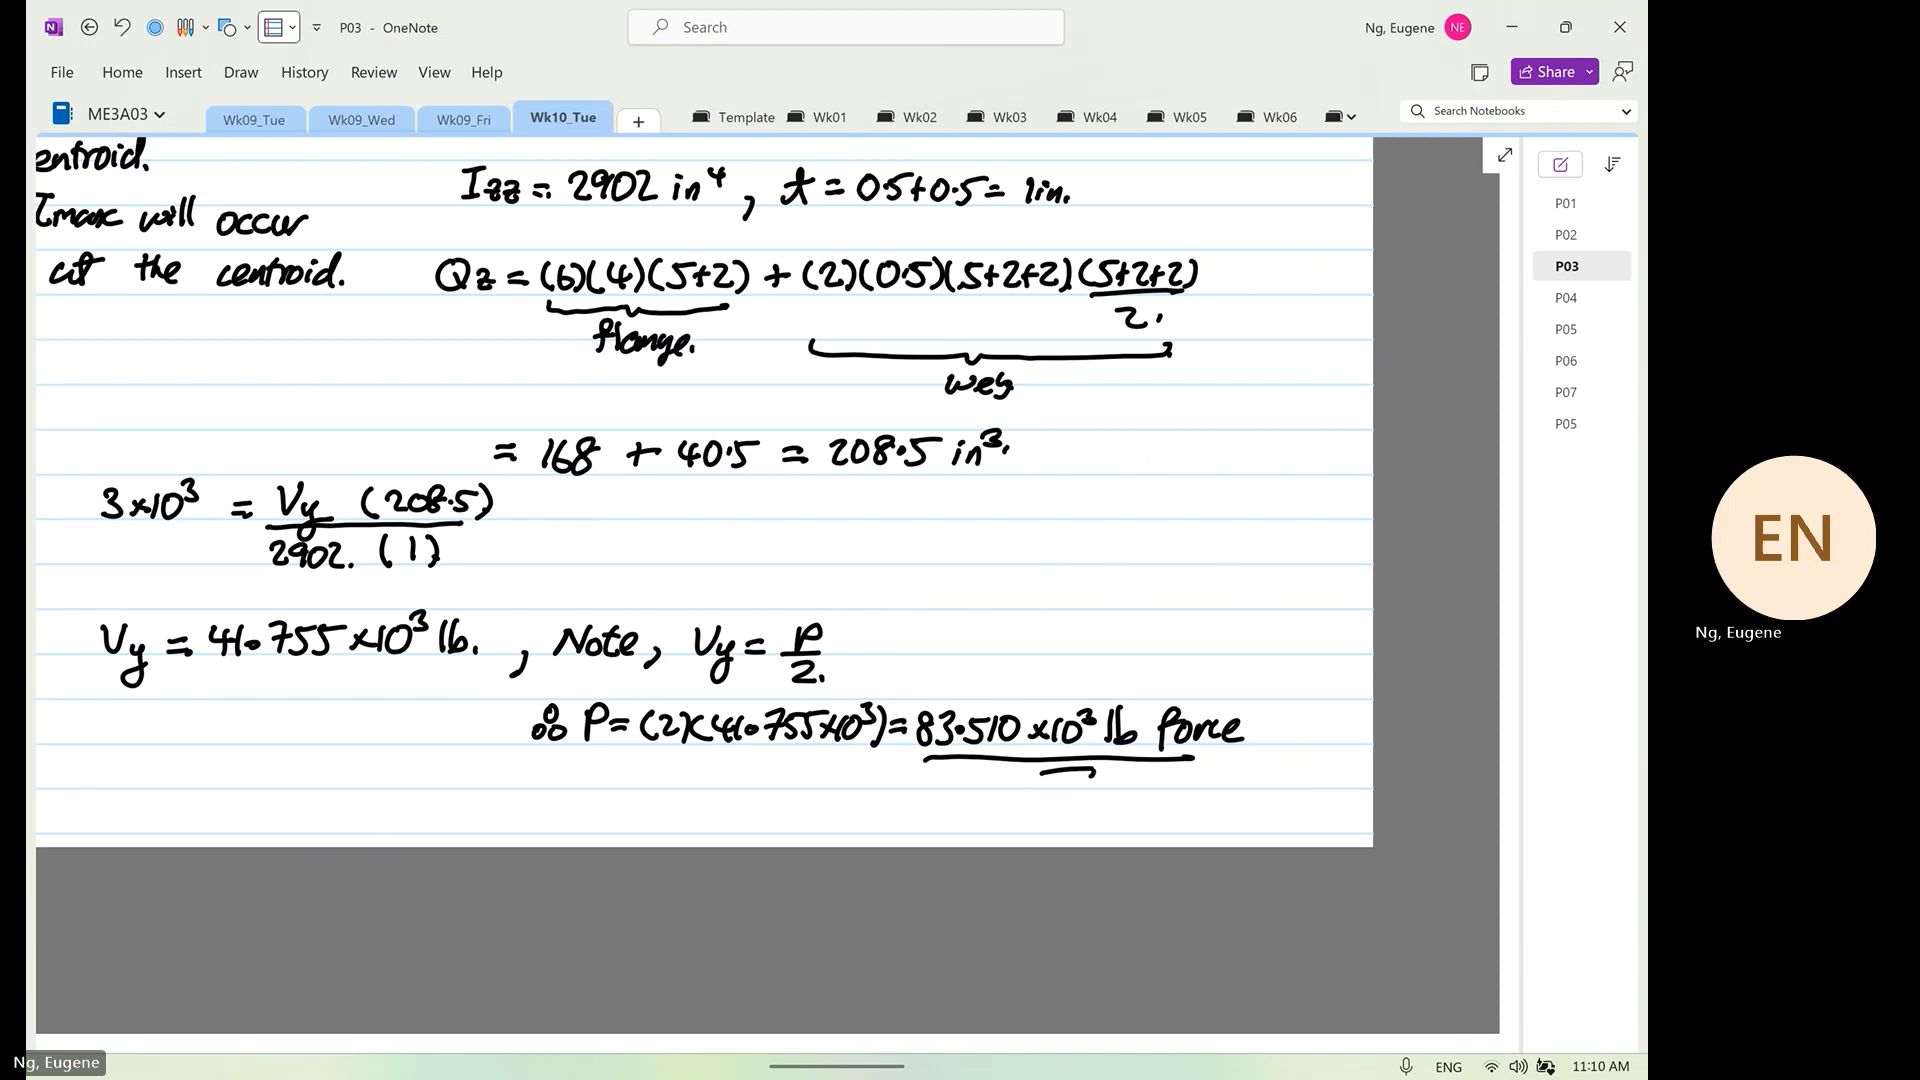 P03 - OneNote
Search
Ng, Eugene
NE
File Home Insert Draw History Review View Help
Share
ME3A03
Wk09_Tue Wk09_Wed Wk09_Fri Wk10_Tue + Template Wk01 Wk02 Wk03 Wk04 Wk05 Wk06
Search Notebooks
entroid.
τmax will occur
at the centroid.
Izz = 2902 in⁴, t = 0.5+0.5 = 1in.
Qz = (6)(4)(5+2) + (2)(0.5)(5+2+2)(5+2+2)
2.
flange.
web
= 168 + 40.5 = 208.5 in³.
3×10³ = Vy (208.5)
2902. (1)
Vy = 41.755×10³ lb. , Note, Vy = P
2.
∴ P = (2)(41.755×10³) = 83.510×10³ lb force
P01
P02
P03
P04
P05
P06
P07
P05
EN
Ng, Eugene
Ng, Eugene
ENG
11:10 AM